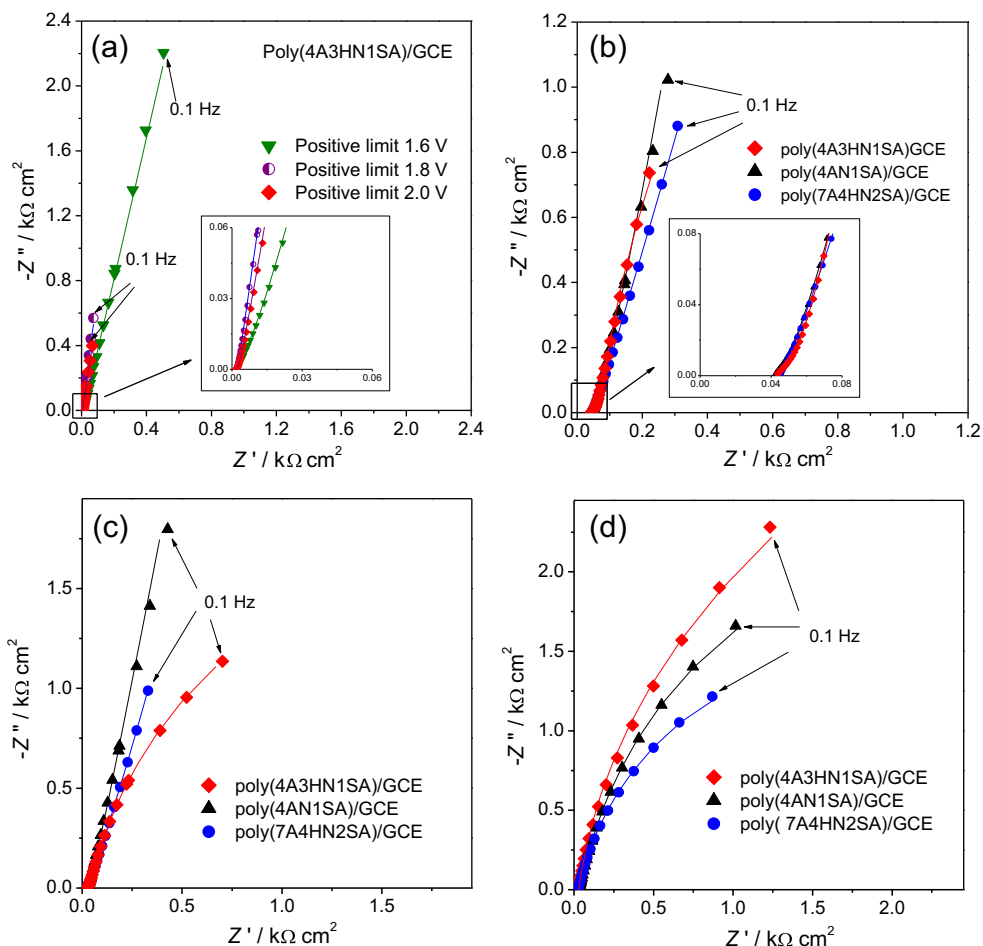 (a)
Poly(4A3HN1SA)/GCE
0.1 Hz
Positive limit 1.6 V
Positive limit 1.8 V
Positive limit 2.0 V
0.1 Hz
0.06
0.03
0.00
0.00
0.03
0.06
2.4
2.0
1.6
1.2
0.8
0.4
0.0
0.0
0.4
0.8
1.2
1.6
2.0
2.4
-Z'' / kΩ cm²
Z' / kΩ cm²
(b)
0.1 Hz
poly(4A3HN1SA)GCE
poly(4AN1SA)/GCE
poly(7A4HN2SA)/GCE
0.08
0.04
0.00
0.00
0.04
0.08
1.2
1.0
0.8
0.6
0.4
0.2
0.0
0.0
0.2
0.4
0.6
0.8
1.0
1.2
-Z'' / kΩ cm²
Z' / kΩ cm²
(c)
0.1 Hz
poly(4A3HN1SA)/GCE
poly(4AN1SA)/GCE
poly(7A4HN2SA)/GCE
1.5
1.0
0.5
0.0
0.0
0.5
1.0
1.5
-Z'' / kΩ cm²
Z' / kΩ cm²
(d)
0.1 Hz
poly(4A3HN1SA)/GCE
poly(4AN1SA)/GCE
poly( 7A4HN2SA)/GCE
2.0
1.5
1.0
0.5
0.0
0.0
0.5
1.0
1.5
2.0
-Z'' / kΩ cm²
Z' / kΩ cm²